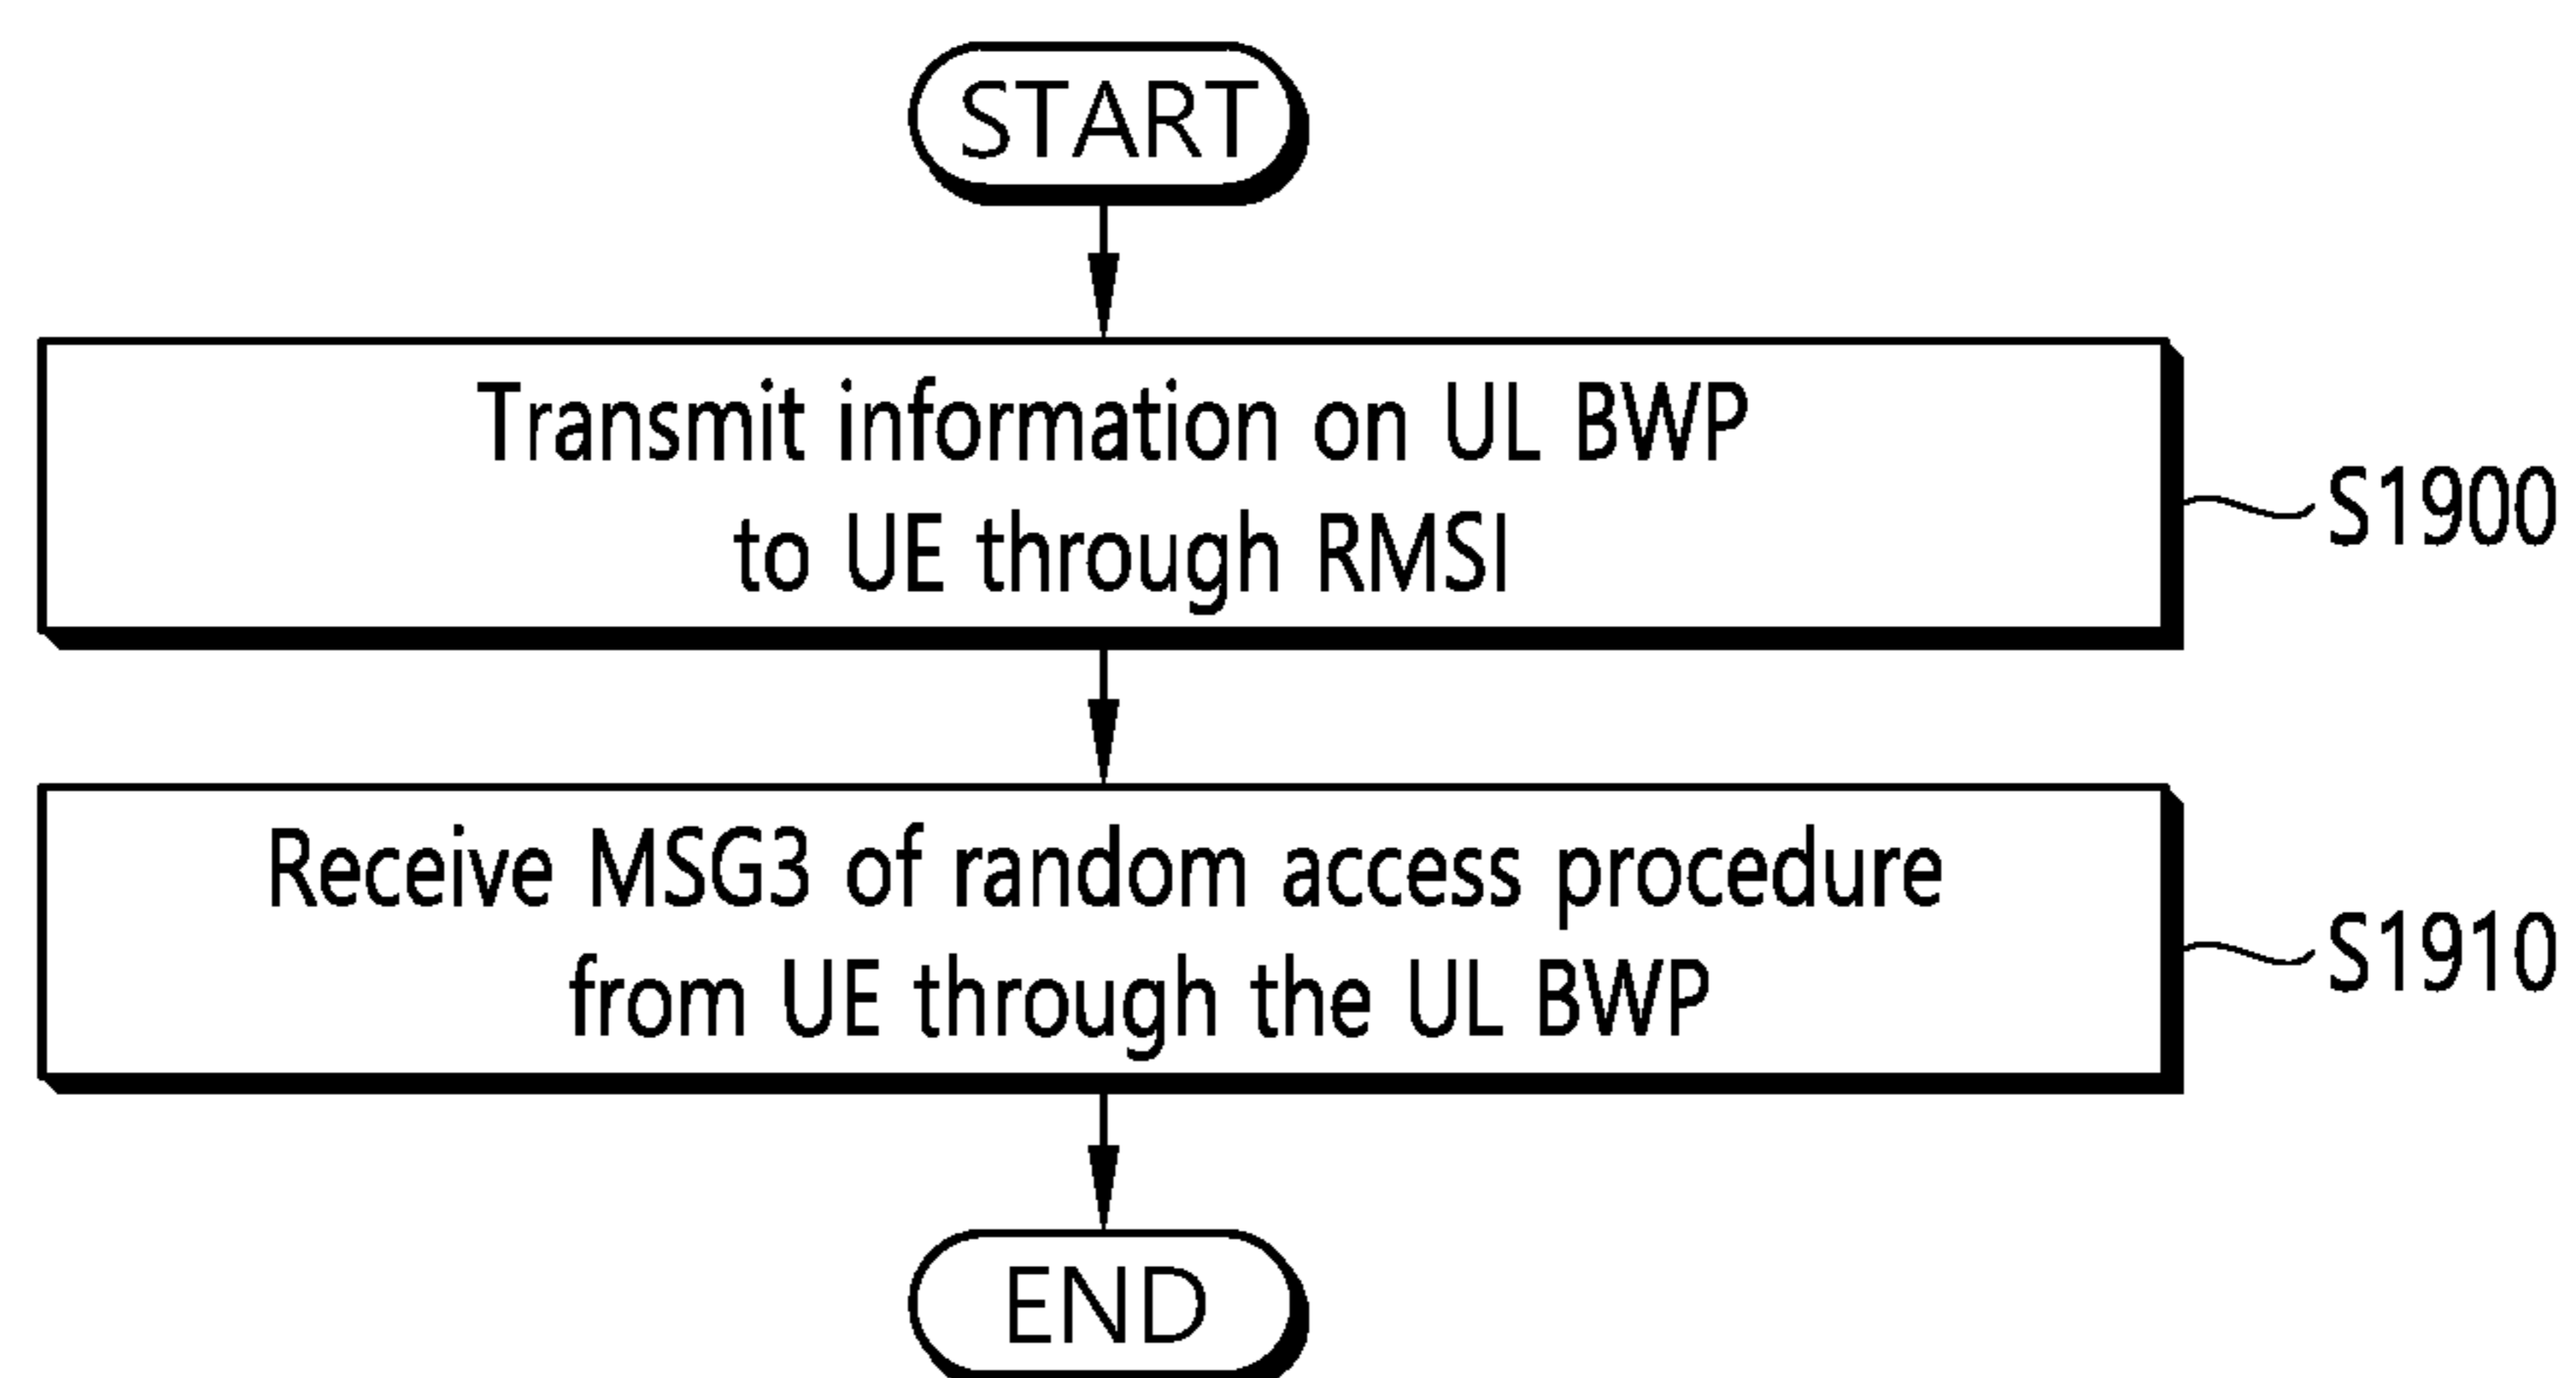 START
Transmit information on UL BWP
to UE through RMSI
S1900
Receive MSG3 of random access procedure
from UE through the UL BWP
S1910
END